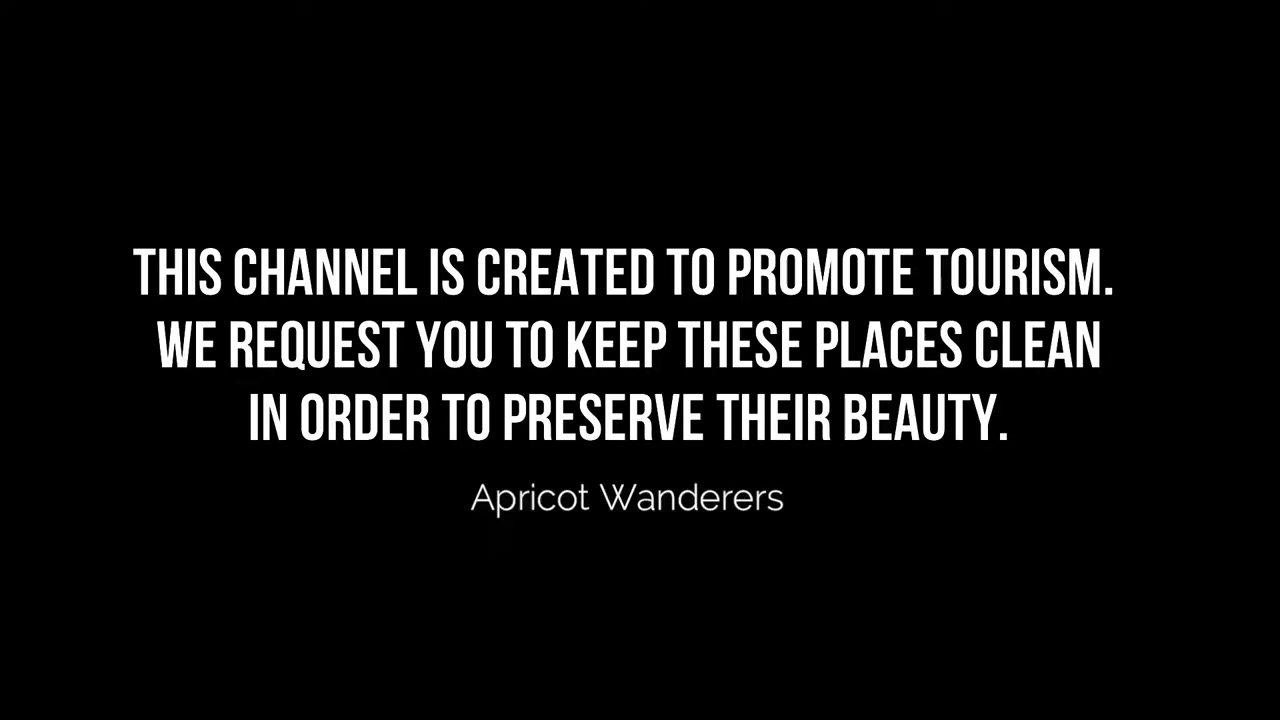 THIS CHANNEL IS CREATED TO PROMOTE TOURISM.
WE REQUEST YOU TO KEEP THESE PLACES CLEAN
IN ORDER TO PRESERVE THEIR BEAUTY.
Apricot Wanderers